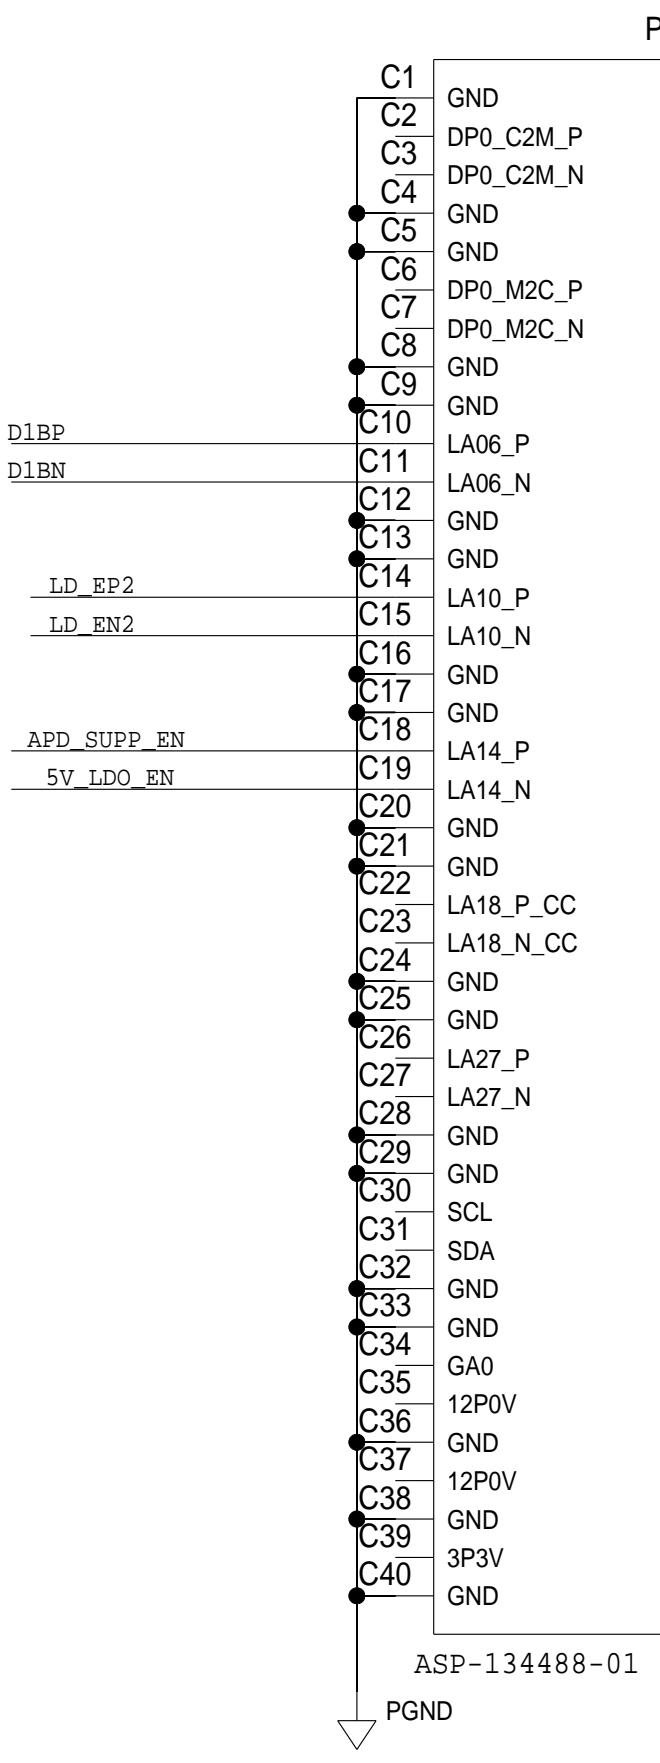 P
C1 GND
C2 DP0_C2M_P
C3 DP0_C2M_N
C4 GND
C5 GND
C6 DP0_M2C_P
C7 DP0_M2C_N
C8 GND
C9 GND
D1BP C10 LA06_P
D1BN C11 LA06_N
C12 GND
C13 GND
LD_EP2 C14 LA10_P
LD_EN2 C15 LA10_N
C16 GND
C17 GND
APD_SUPP_EN C18 LA14_P
5V_LDO_EN C19 LA14_N
C20 GND
C21 GND
C22 LA18_P_CC
C23 LA18_N_CC
C24 GND
C25 GND
C26 LA27_P
C27 LA27_N
C28 GND
C29 GND
C30 SCL
C31 SDA
C32 GND
C33 GND
C34 GA0
C35 12P0V
C36 GND
C37 12P0V
C38 GND
C39 3P3V
C40 GND
ASP-134488-01
PGND